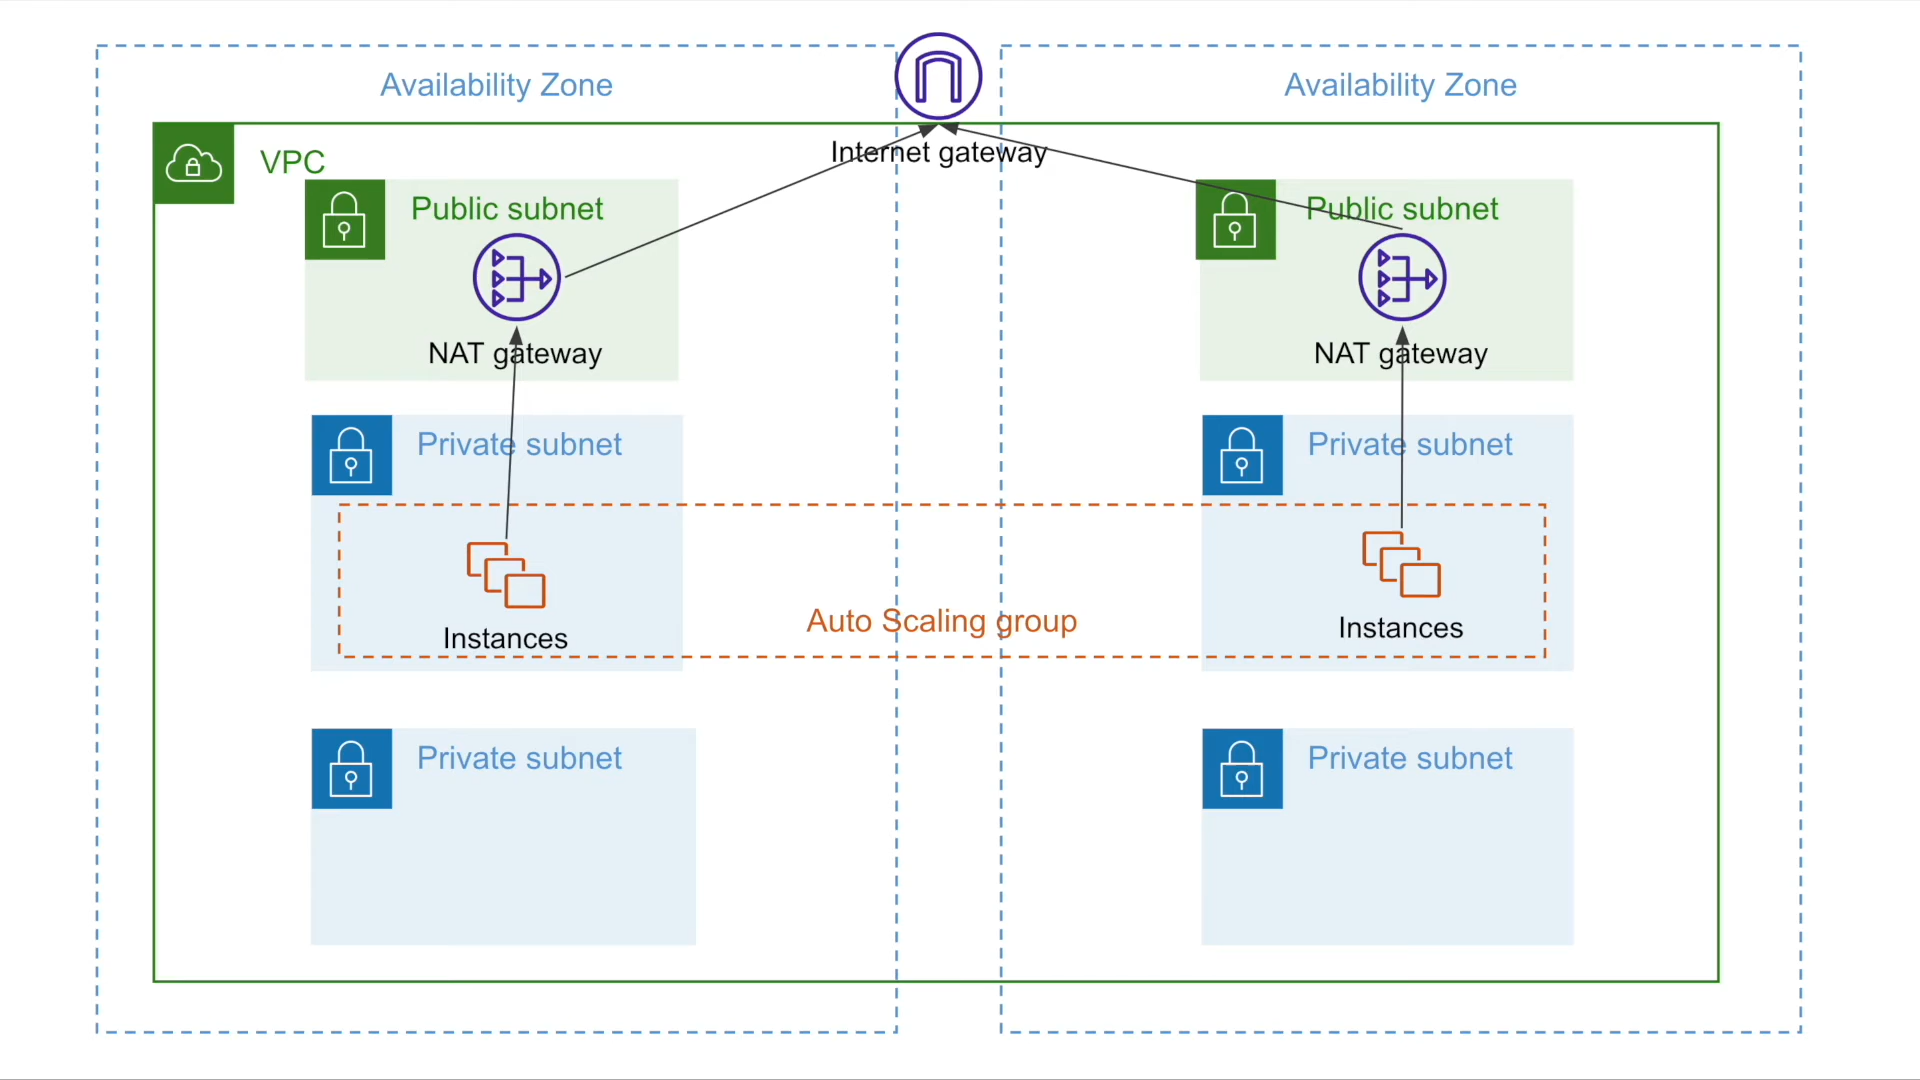 Availability Zone
Availability Zone
Internet gateway
VPC
Public subnet
Public subnet
NAT gateway
NAT gateway
Private subnet
Private subnet
Auto Scaling group
Instances
Instances
Private subnet
Private subnet